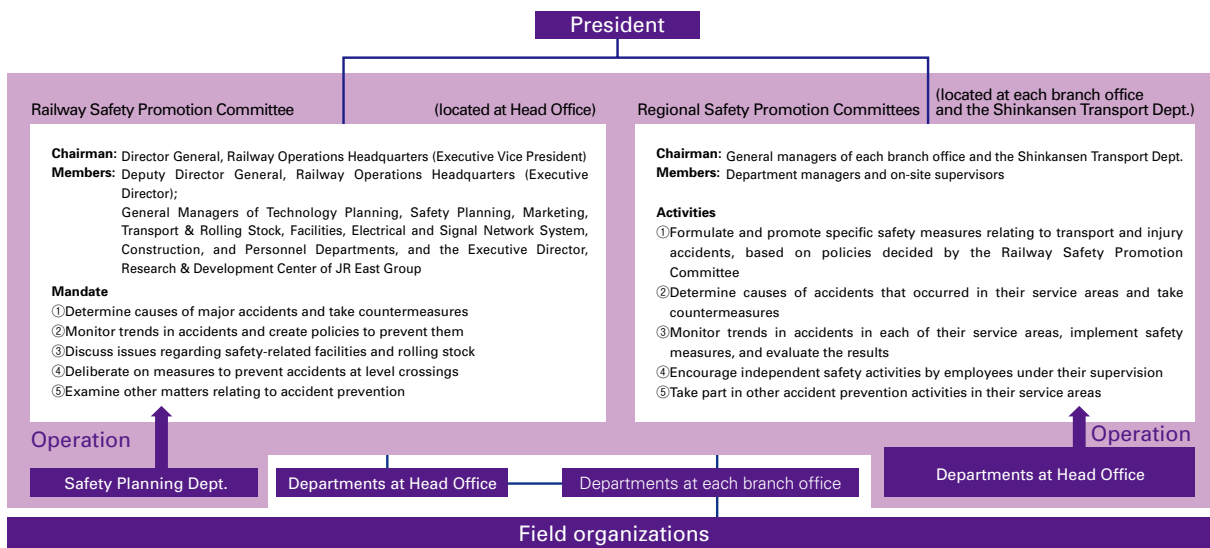 President
Railway Safety Promotion Committee
(located at Head Office)
Chairman: Director General, Railway Operations Headquarters (Executive Vice President)
Members: Deputy Director General, Railway Operations Headquarters (Executive
Director);
General Managers of Technology Planning, Safety Planning, Marketing,
Transport & Rolling Stock, Facilities, Electrical and Signal Network System,
Construction, and Personnel Departments, and the Executive Director,
Research & Development Center of JR East Group
Mandate
①Determine causes of major accidents and take countermeasures
②Monitor trends in accidents and create policies to prevent them
③Discuss issues regarding safety-related facilities and rolling stock
④Deliberate on measures to prevent accidents at level crossings
⑤Examine other matters relating to accident prevention
Operation
Safety Planning Dept.
Regional Safety Promotion Committees
(located at each branch office
and the Shinkansen Transport Dept.)
Chairman: General managers of each branch office and the Shinkansen Transport Dept.
Members: Department managers and on-site supervisors
Activities
①Formulate and promote specific safety measures relating to transport and injury
accidents, based on policies decided by the Railway Safety Promotion
Committee
②Determine causes of accidents that occurred in their service areas and take
countermeasures
③Monitor trends in accidents in each of their service areas, implement safety
measures, and evaluate the results
④Encourage independent safety activities by employees under their supervision
⑤Take part in other accident prevention activities in their service areas
Operation
Departments at Head Office
Departments at Head Office
Departments at each branch office
Field organizations